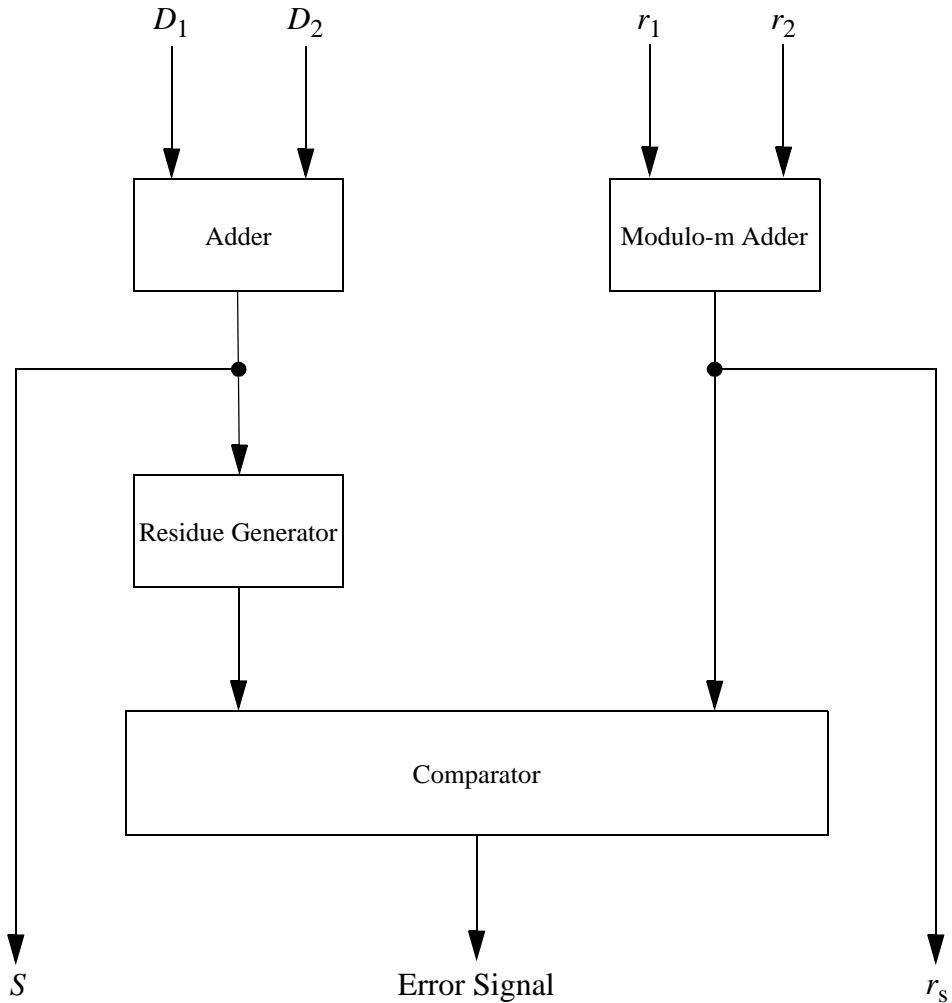 D1 D2 r1 r2
Adder Modulo-m Adder
Residue Generator
Comparator
S Error Signal rs